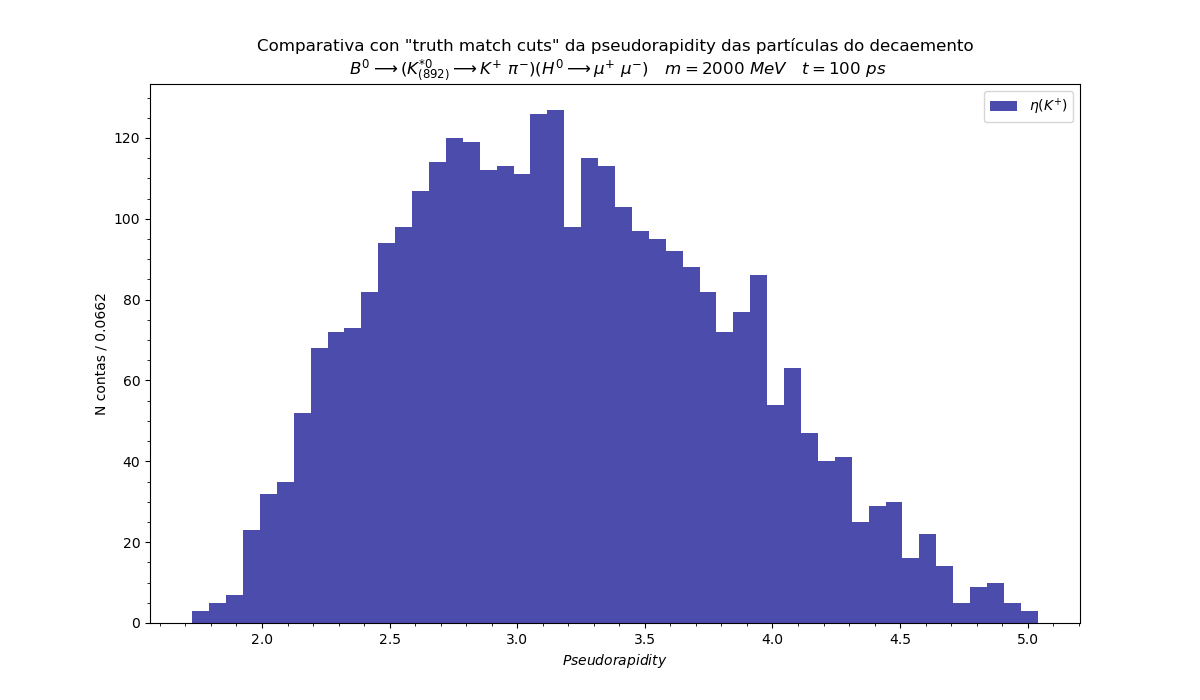 Comparativa con "truth match cuts" da pseudorapidity das partículas do decaemento
B⁰ ⟶ (K*⁰₍₈₉₂₎ ⟶ K⁺ π⁻)(H⁰ ⟶ μ⁺ μ⁻) m = 2000 MeV t = 100 ps
η(K⁺)
120
100
80
60
40
20
0
N contas / 0.0662
2.0 2.5 3.0 3.5 4.0 4.5 5.0
Pseudorapidity